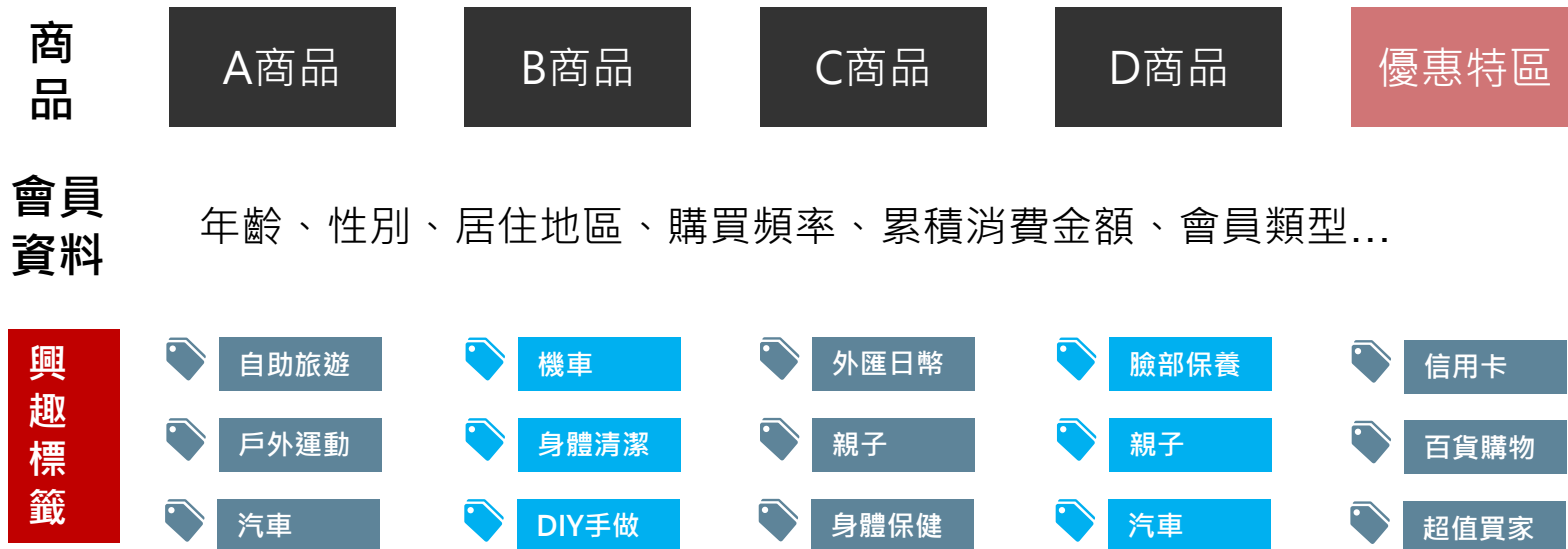 商
品
A商品
B商品
C商品
D商品
優惠特區
會員
資料
年齡、性別、居住地區、購買頻率、累積消費金額、會員類型...
興
趣
標
籤
自助旅遊
機車
外匯日幣
臉部保養
信用卡
戶外運動
身體清潔
親子
親子
百貨購物
汽車
DIY手做
身體保健
汽車
超值買家